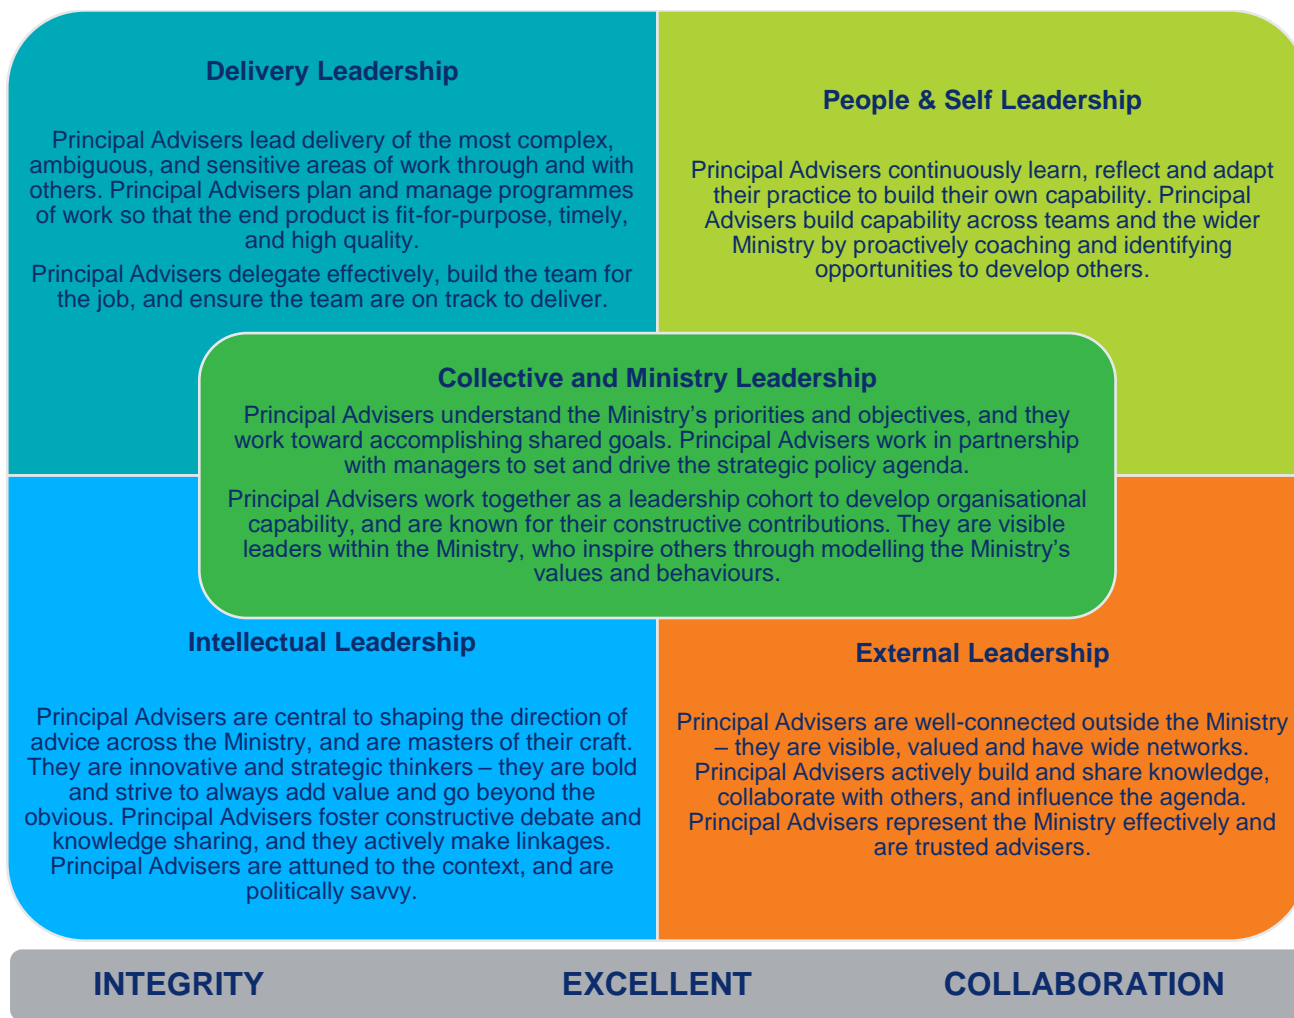 Delivery Leadership
Principal Advisers lead delivery of the most complex,
ambiguous, and sensitive areas of work through and with
others. Principal Advisers plan and manage programmes
of work so that the end product is fit-for-purpose, timely,
and high quality.
Principal Advisers delegate effectively, build the team for
the job, and ensure the team are on track to deliver.
People & Self Leadership
Principal Advisers continuously learn, reflect and adapt
their practice to build their own capability. Principal
Advisers build capability across teams and the wider
Ministry by proactively coaching and identifying
opportunities to develop others.
Collective and Ministry Leadership
Principal Advisers understand the Ministry’s priorities and objectives, and they
work toward accomplishing shared goals. Principal Advisers work in partnership
with managers to set and drive the strategic policy agenda.
Principal Advisers work together as a leadership cohort to develop organisational
capability, and are known for their constructive contributions. They are visible
leaders within the Ministry, who inspire others through modelling the Ministry’s
values and behaviours.
Intellectual Leadership
Principal Advisers are central to shaping the direction of
advice across the Ministry, and are masters of their craft.
They are innovative and strategic thinkers – they are bold
and strive to always add value and go beyond the
obvious. Principal Advisers foster constructive debate and
knowledge sharing, and they actively make linkages.
Principal Advisers are attuned to the context, and are
politically savvy.
External Leadership
Principal Advisers are well-connected outside the Ministry
– they are visible, valued and have wide networks.
Principal Advisers actively build and share knowledge,
collaborate with others, and influence the agenda.
Principal Advisers represent the Ministry effectively and
are trusted advisers.
INTEGRITY EXCELLENT COLLABORATION